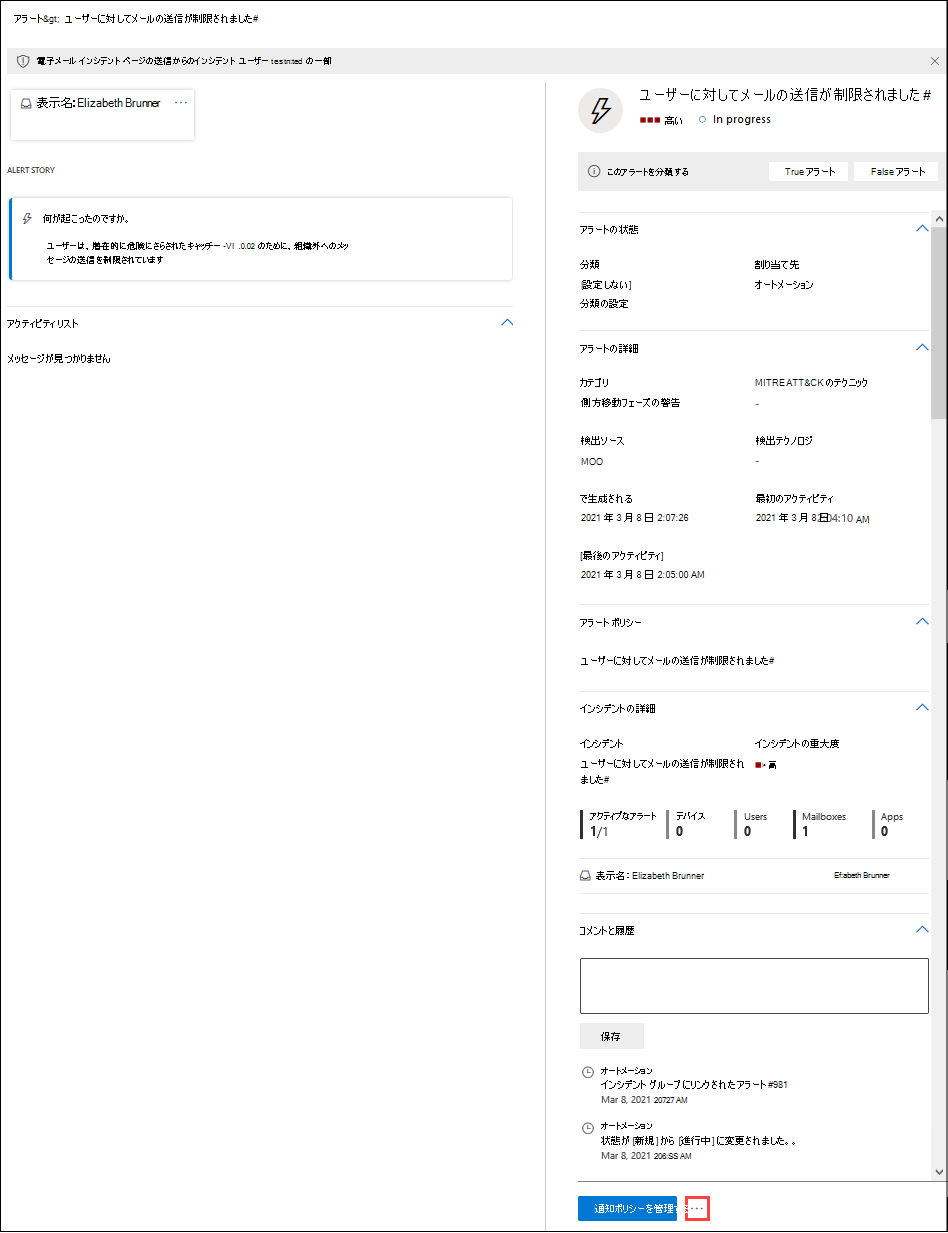 アラート&gt; ユーザーに対してメールの送信が制限されました#
電子メール インシデント ページの送信からのインシデント ユーザー testnted の一部
表示名: Elizabeth Brunner ...
ALERT STORY
何が起こったのですか。
ユーザーは、潜在的に危険にさらされたキャッチー -VI .0.02 のために、組織外へのメッ
セージの送信を制限されています
アクティビティ リスト
メッセージが見つかりません
ユーザーに対してメールの送信が制限されました #
高い In progress
このアラートを分類する True アラート False アラート
アラートの状態
分類 割り当て先
[設定しない] オートメーション
分類の設定
アラートの詳細
カテゴリ MITRE ATT&CK のテクニック
側方移動フェーズの警告 -
検出ソース 検出テクノロジ
MOO -
で生成される 最初のアクティビティ
2021 年 3 月 8 日 2:07:26 2021 年 3 月 8日 2:04:10 AM
[最後のアクティビティ]
2021 年 3 月 8 日 2:05:00 AM
アラート ポリシー
ユーザーに対してメールの送信が制限されました#
インシデントの詳細
インシデント インシデントの重大度
ユーザーに対してメールの送信が制限され 高
ました#
アクティブなアラート デバイス Users Mailboxes Apps
1/1 0 0 1 0
表示名: Elizabeth Brunner Ef:abeth Brunner
コメントと履歴
保存
オートメーション
インシデント グループにリンクされたアラート #981
Mar 8, 2021 20727 AM
オートメーション
状態が [新規] から [進行中] に変更されました。。
Mar 8, 2021 206:SS AM
通知ポリシーを管理する ...